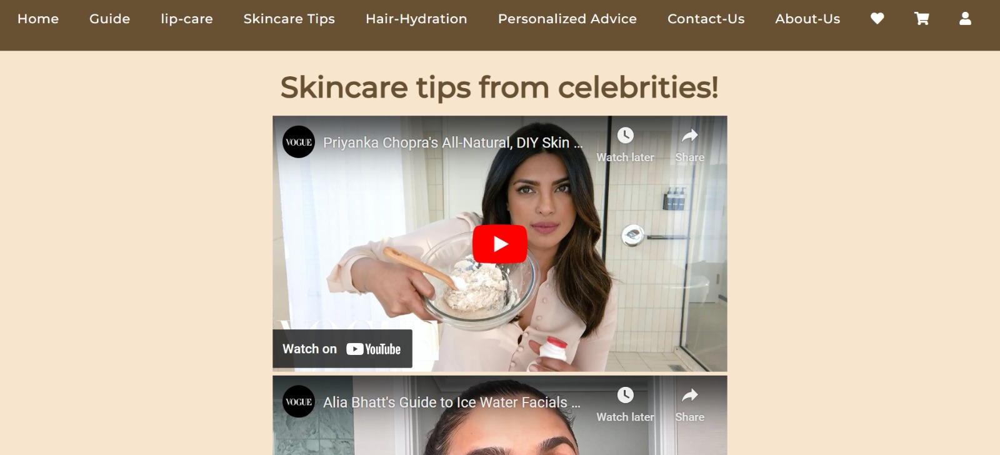 Home Guide lip-care Skincare Tips Hair-Hydration Personalized Advice Contact-Us About-Us
Skincare tips from celebrities!
VOGUE Priyanka Chopra's All-Natural, DIY Skin ... Watch later Share
Watch on YouTube
VOGUE Alia Bhatt's Guide to Ice Water Facials ... Watch later Share